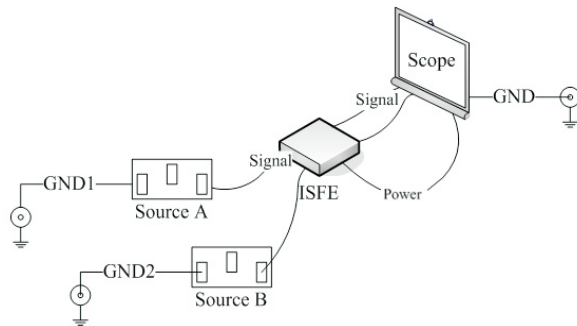 Scope
Signal
GND
Signal
ISFE
Power
GND1
Source A
GND2
Source B